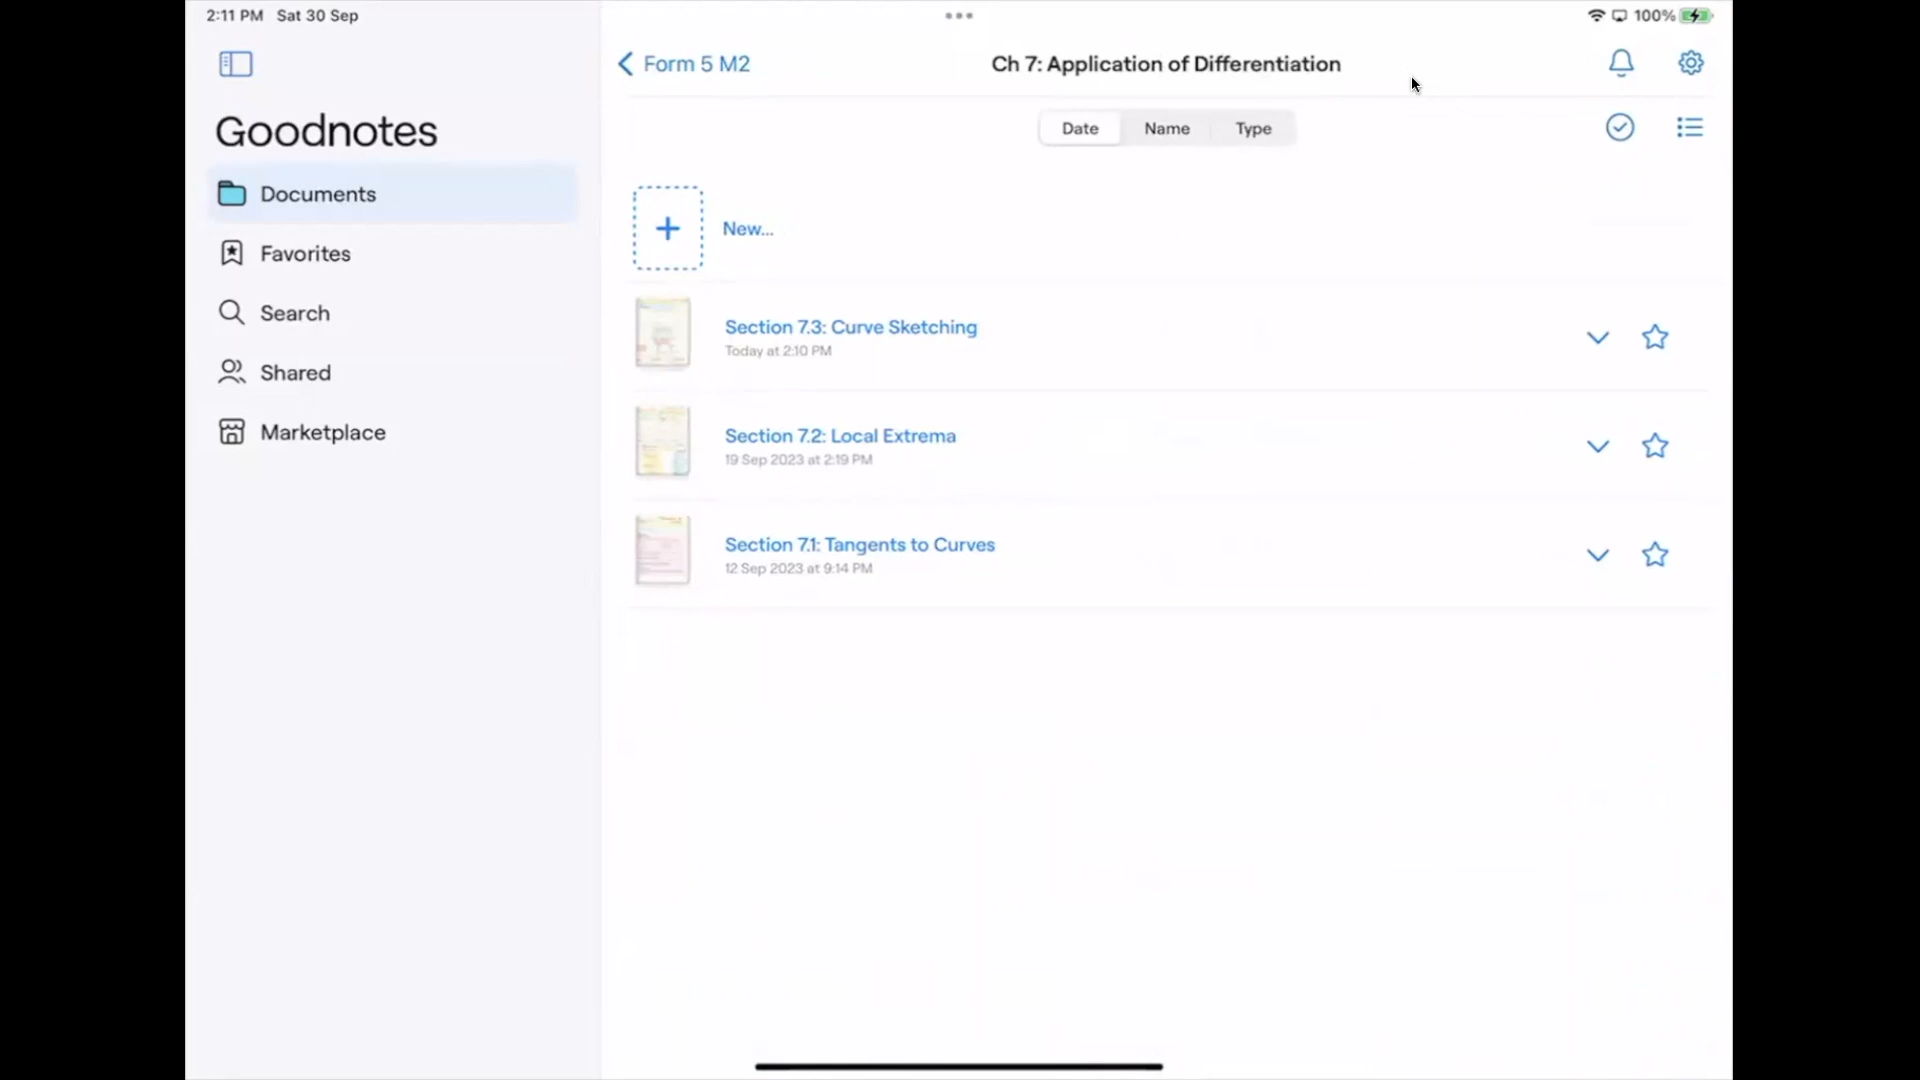 2:11 PM Sat 30 Sep
100%
Goodnotes
Documents
Favorites
Search
Shared
Marketplace
Form 5 M2
Ch 7: Application of Differentiation
Date Name Type
New...
Section 7.3: Curve Sketching
Today at 2:10 PM
Section 7.2: Local Extrema
19 Sep 2023 at 2:19 PM
Section 7.1: Tangents to Curves
12 Sep 2023 at 9:14 PM